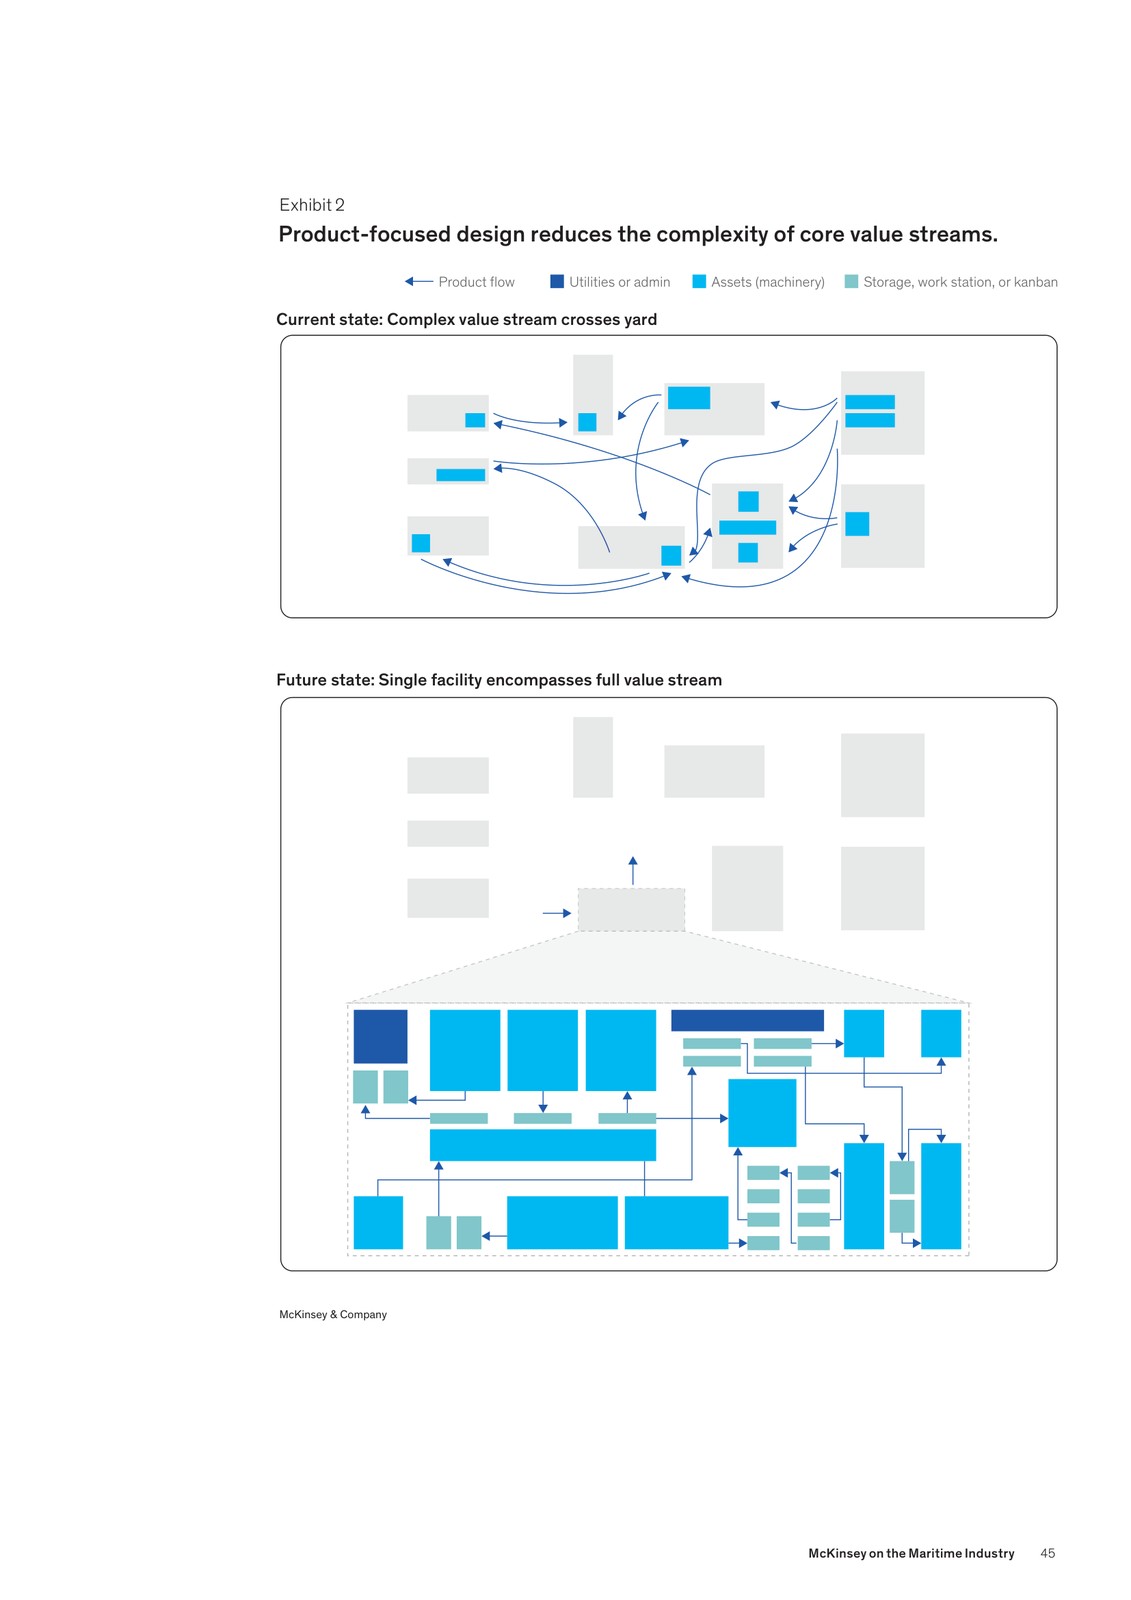 Exhibit 2
Product-focused design reduces the complexity of core value streams.
Product flow
Utilities or admin
Assets (machinery)
Storage, work station, or kanban
Current state: Complex value stream crosses yard
Future state: Single facility encompasses full value stream
McKinsey & Company
McKinsey on the Maritime Industry 45